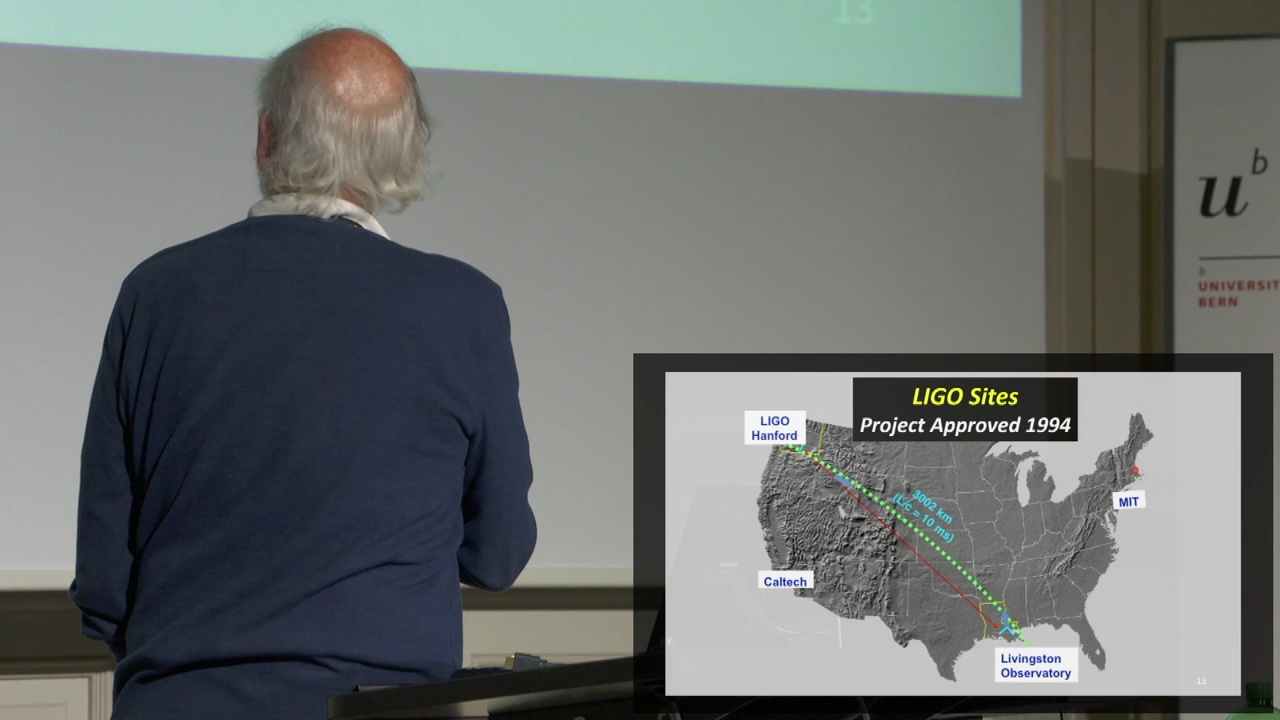 13
u b
b
UNIVERSIT
BERN
LIGO Sites
Project Approved 1994
LIGO
Hanford
3002 km
(L/c = 10 ms)
MIT
Caltech
Livingston
Observatory
13